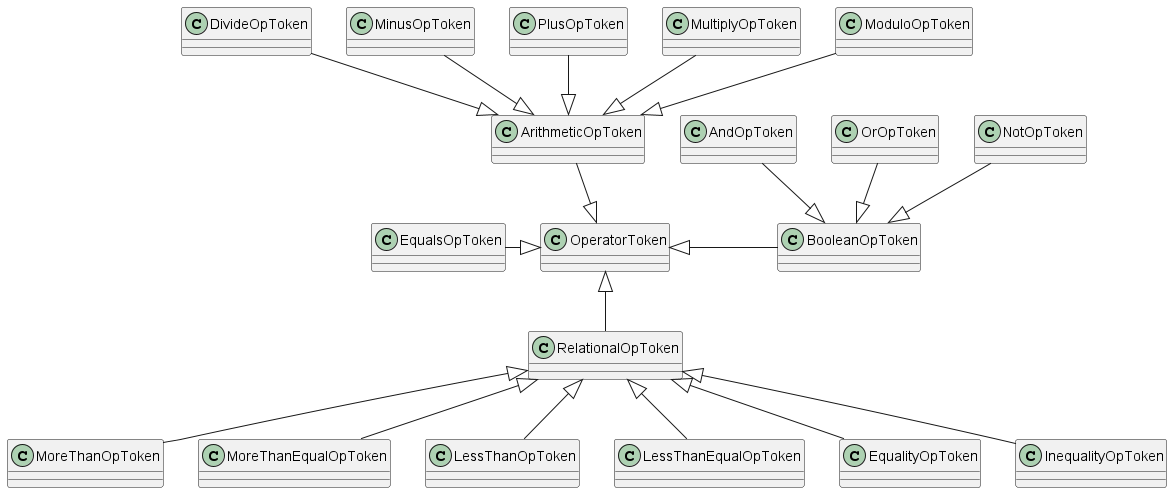 C DivideOpToken
C MinusOpToken
C PlusOpToken
C MultiplyOpToken
C ModuloOpToken
C ArithmeticOpToken
C AndOpToken
C OrOpToken
C NotOpToken
C EqualsOpToken
C OperatorToken
C BooleanOpToken
C RelationalOpToken
C MoreThanOpToken
C MoreThanEqualOpToken
C LessThanOpToken
C LessThanEqualOpToken
C EqualityOpToken
C InequalityOpToken